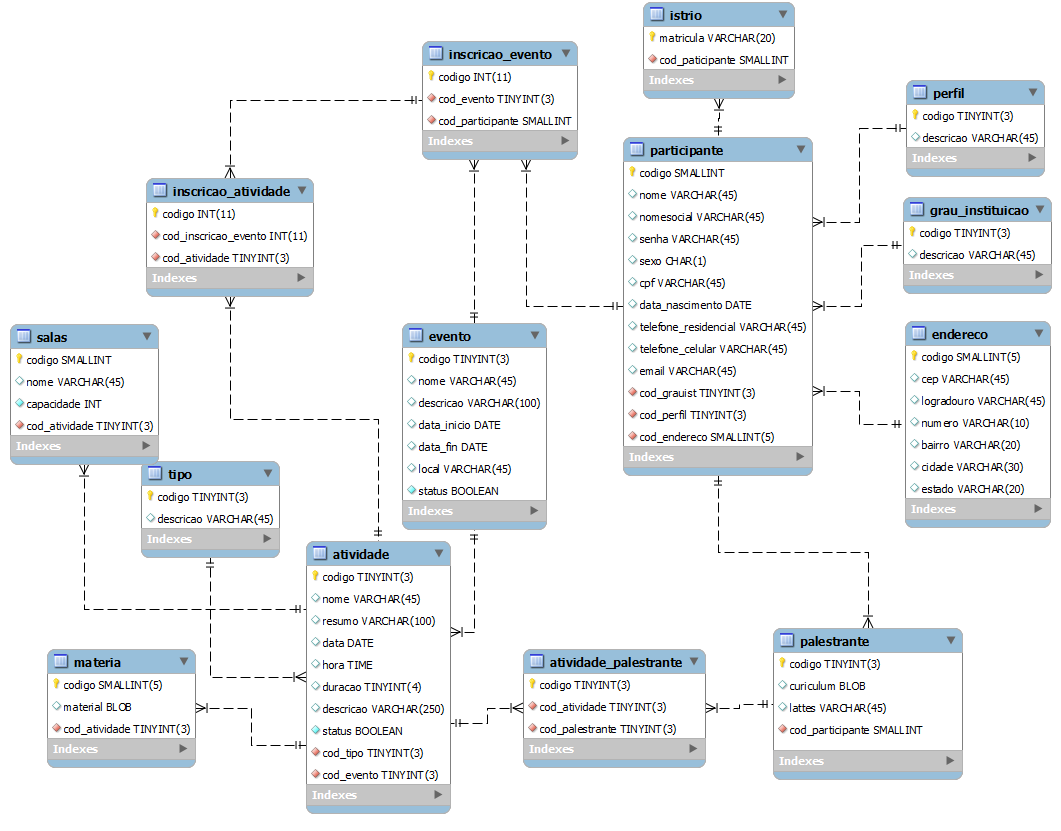 istrio
matricula VARCHAR(20)
cod_paticipante SMALLINT
Indexes
inscricao_evento
codigo INT(11)
cod_evento TINYINT(3)
cod_participante SMALLINT
Indexes
perfil
codigo TINYINT(3)
descricao VARCHAR(45)
Indexes
participante
codigo SMALLINT
nome VARCHAR(45)
nomesocial VARCHAR(45)
senha VARCHAR(45)
sexo CHAR(1)
cpf VARCHAR(45)
data_nascimento DATE
telefone_residencial VARCHAR(45)
telefone_celular VARCHAR(45)
email VARCHAR(45)
cod_grauist TINYINT(3)
cod_perfil TINYINT(3)
cod_endereco SMALLINT(5)
Indexes
inscricao_atividade
codigo INT(11)
cod_inscricao_evento INT(11)
cod_atividade TINYINT(3)
Indexes
grau_instituicao
codigo TINYINT(3)
descricao VARCHAR(45)
Indexes
salas
codigo SMALLINT
nome VARCHAR(45)
capacidade INT
cod_atividade TINYINT(3)
Indexes
evento
codigo TINYINT(3)
nome VARCHAR(45)
descricao VARCHAR(100)
data_inicio DATE
data_fin DATE
local VARCHAR(45)
status BOOLEAN
Indexes
endereco
codigo SMALLINT(5)
cep VARCHAR(45)
logradouro VARCHAR(45)
numero VARCHAR(10)
bairro VARCHAR(20)
cidade VARCHAR(30)
estado VARCHAR(20)
Indexes
tipo
codigo TINYINT(3)
descricao VARCHAR(45)
Indexes
atividade
codigo TINYINT(3)
nome VARCHAR(45)
resumo VARCHAR(100)
data DATE
hora TIME
duracao TINYINT(4)
descricao VARCHAR(250)
status BOOLEAN
cod_tipo TINYINT(3)
cod_evento TINYINT(3)
Indexes
materia
codigo SMALLINT(5)
material BLOB
cod_atividade TINYINT(3)
Indexes
atividade_palestrante
codigo TINYINT(3)
cod_atividade TINYINT(3)
cod_palestrante TINYINT(3)
Indexes
palestrante
codigo TINYINT(3)
curiculum BLOB
lattes VARCHAR(45)
cod_participante SMALLINT
Indexes